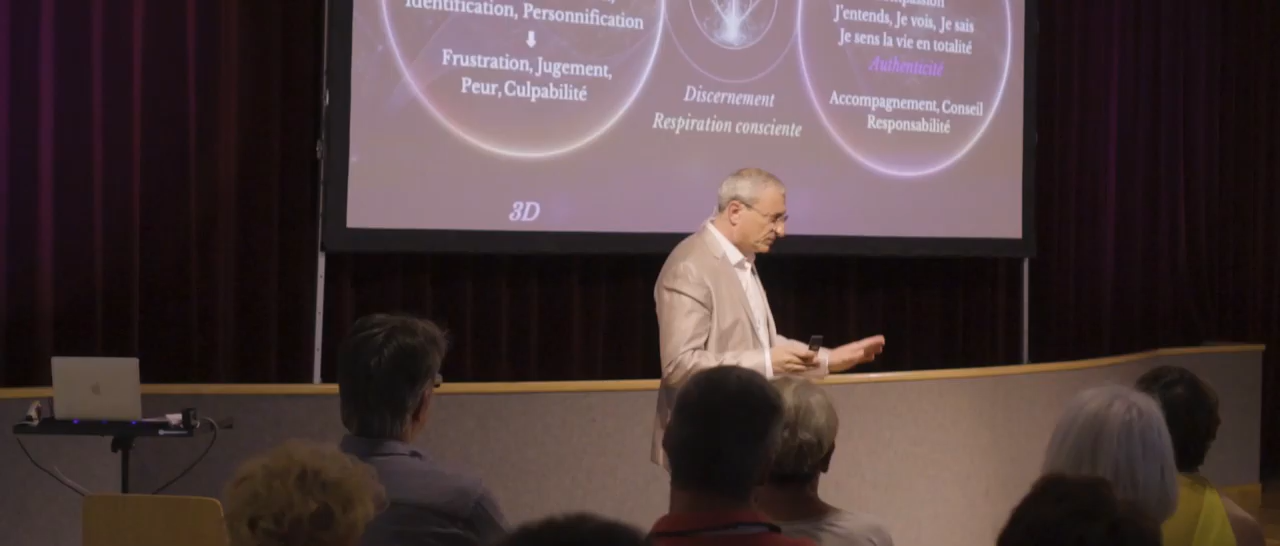 Identification, Personnification
Frustration, Jugement,
Peur, Culpabilité
3D
Discernement
Respiration consciente
J'entends, Je vois, Je sais
Je sens la vie en totalité
Authenticité
Accompagnement, Conseil
Responsabilité